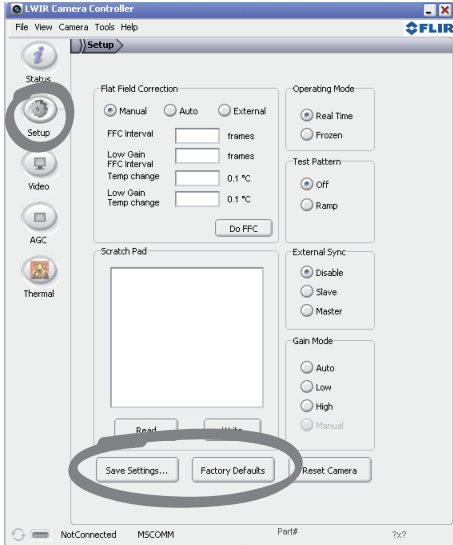 LWIR Camera Controller
File View Camera Tools Help
FLIR
Setup
Status
Setup
Video
AGC
Thermal
Flat Field Correction
Manual Auto External
FFC Interval frames
Low Gain
FFC Interval frames
Temp change 0.1 °C
Low Gain
Temp change 0.1 °C
Do FFC
Scratch Pad
Read Write
Operating Mode
Real Time
Frozen
Test Pattern
Off
Ramp
External Sync
Disable
Slave
Master
Gain Mode
Auto
Low
High
Manual
Save Settings... Factory Defaults Reset Camera
NotConnected MSCOMM Part# ?x?